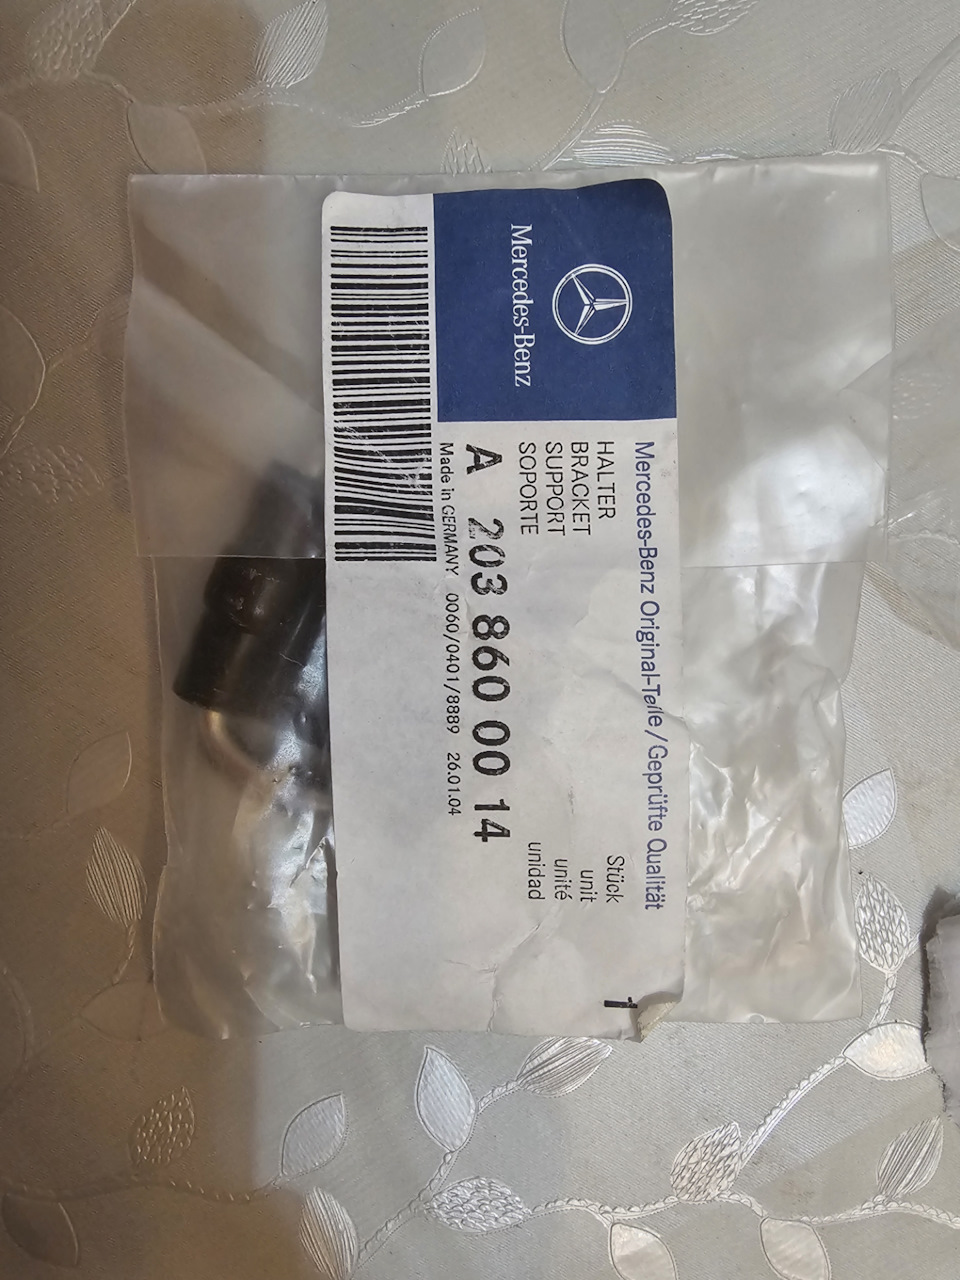 Mercedes-Benz
Mercedes-Benz Original-Teile/Geprüfte Qualität
HALTER Stück
BRACKET unit
SUPPORT unité
SOPORTE unidad
1
A 203 860 00 14
Made in GERMANY 0060/0401/8889 26.01.04